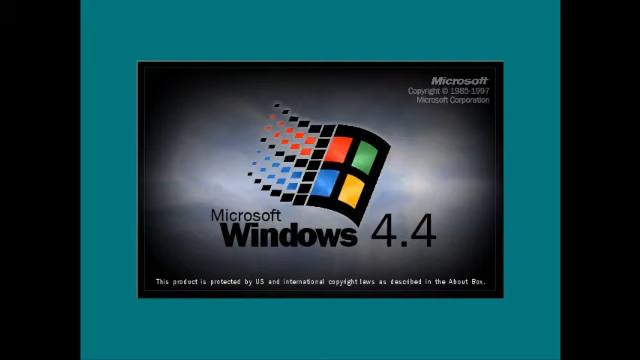 Microsoft
Copyright © 1985-1997
Microsoft Corporation
Microsoft
Windows 4.4
This product is protected by US and international copyright laws as described in the About Box.